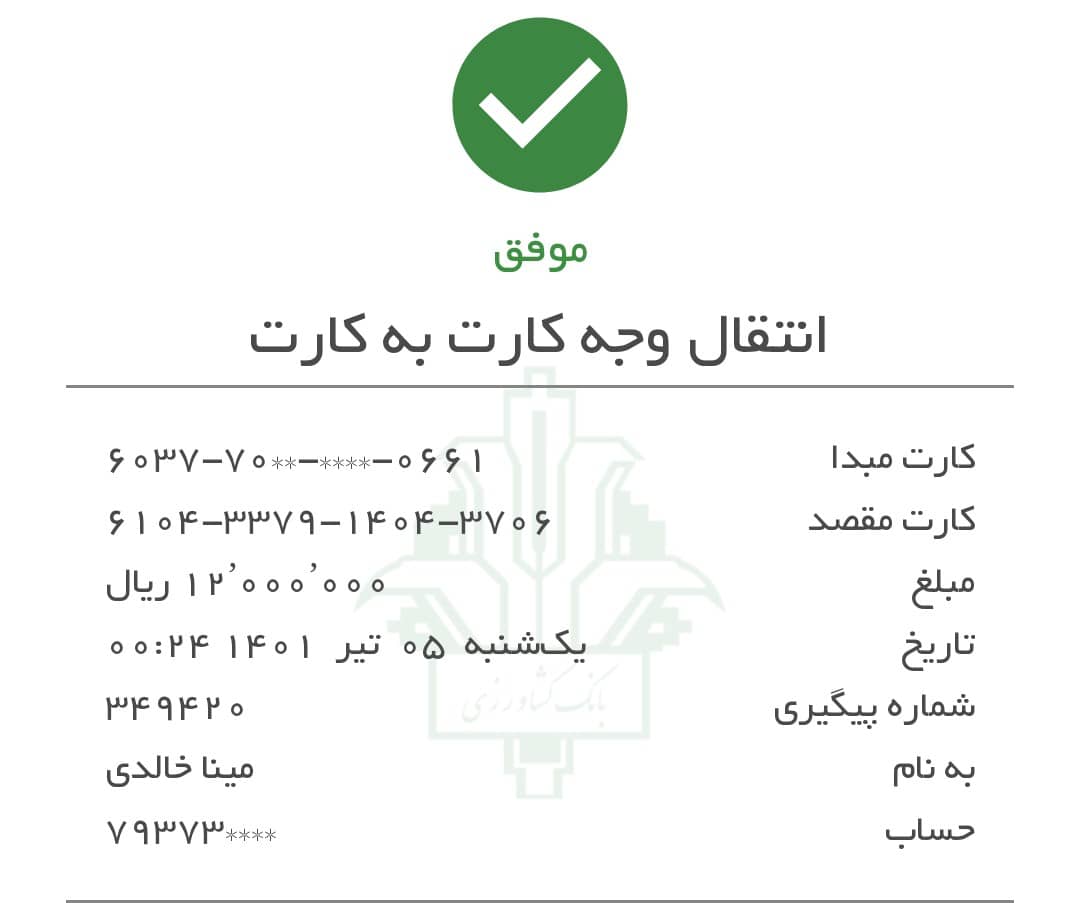 موفق
انتقال وجه کارت به کارت
کارت مبدا ۶۰۳۷-۷۰**-****-۰۶۶۱
کارت مقصد ۶۱۰۴-۳۳۷۹-۱۴۰۴-۳۷۰۶
مبلغ ۱۲٬۰۰۰٬۰۰۰ ریال
تاریخ یک‌شنبه ۰۵ تیر ۱۴۰۱ ۰۰:۲۴
شماره پیگیری ۳۴۹۴۲۰
به نام مینا خالدی
حساب ۷۹۳۷۳****
بانک کشاورزی